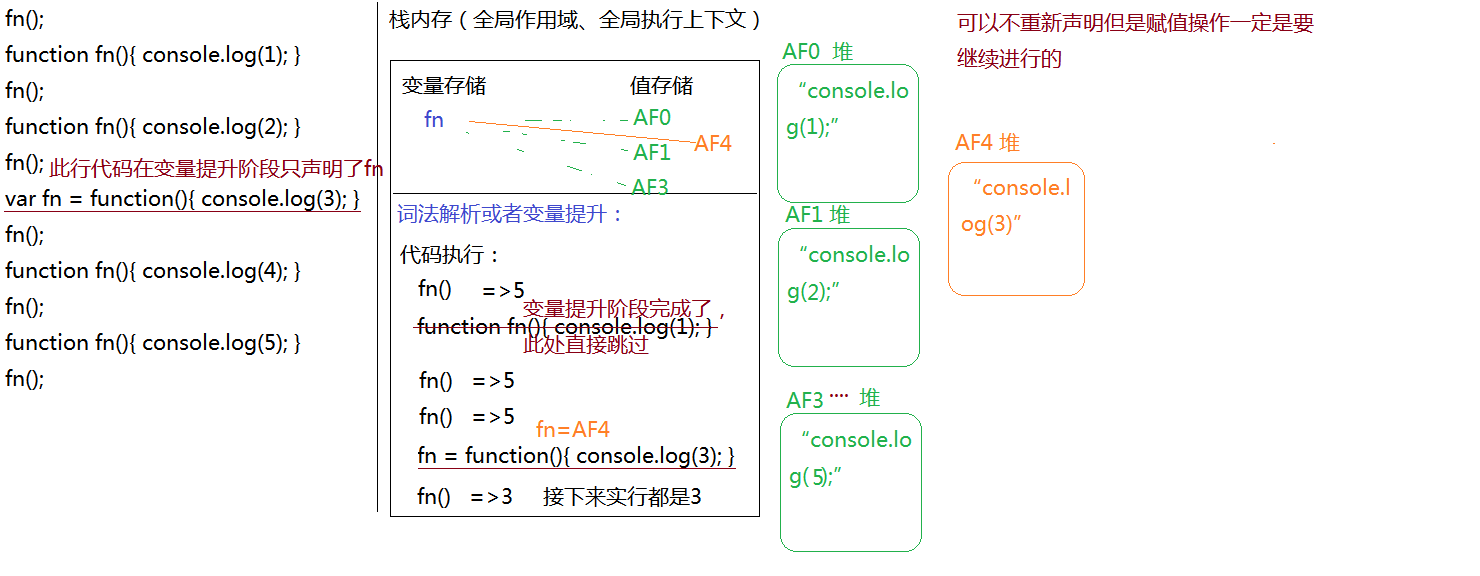 fn();
function fn(){ console.log(1); }
fn();
function fn(){ console.log(2); }
fn();
此行代码在变量提升阶段只声明了fn
var fn = function(){ console.log(3); }
fn();
function fn(){ console.log(4); }
fn();
function fn(){ console.log(5); }
fn();
栈内存（全局作用域、全局执行上下文）
变量存储
值存储
fn
AF0
AF1
AF3
AF4
词法解析或者变量提升：
代码执行：
fn() =>5
变量提升阶段完成了，
function fn(){ console.log(1); }
此处直接跳过
fn() =>5
fn() =>5
fn=AF4
fn = function(){ console.log(3); }
fn() =>3 接下来实行都是3
AF0 堆
“console.lo
g(1);”
AF1 堆
“console.lo
g(2);”
AF3 .... 堆
“console.lo
g( 5);”
可以不重新声明但是赋值操作一定是要
继续进行的
AF4 堆
“console.l
og(3)”